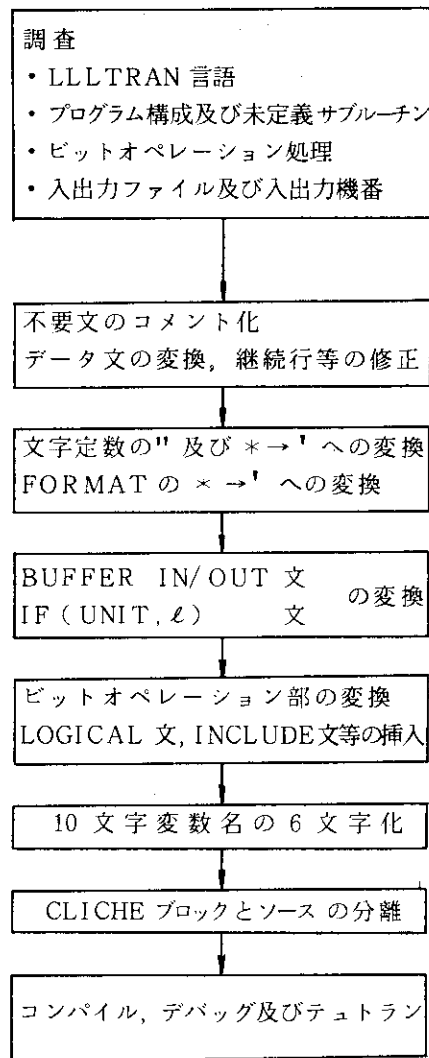 調査
・LLLTRAN 言語
・プログラム構成及び未定義サブルーチン
・ビットオペレーション処理
・入出力ファイル及び入出力機番
不要文のコメント化
データ文の変換, 継続行等の修正
文字定数の" 及び *→' への変換
FORMAT の *→' への変換
BUFFER IN/OUT 文 の変換
IF (UNIT, ℓ) 文
ビットオペレーション部の変換
LOGICAL 文, INCLUDE 文等の挿入
10 文字変数名の 6 文字化
CLICHE ブロックとソースの分離
コンパイル, デバッグ及びテュトラン